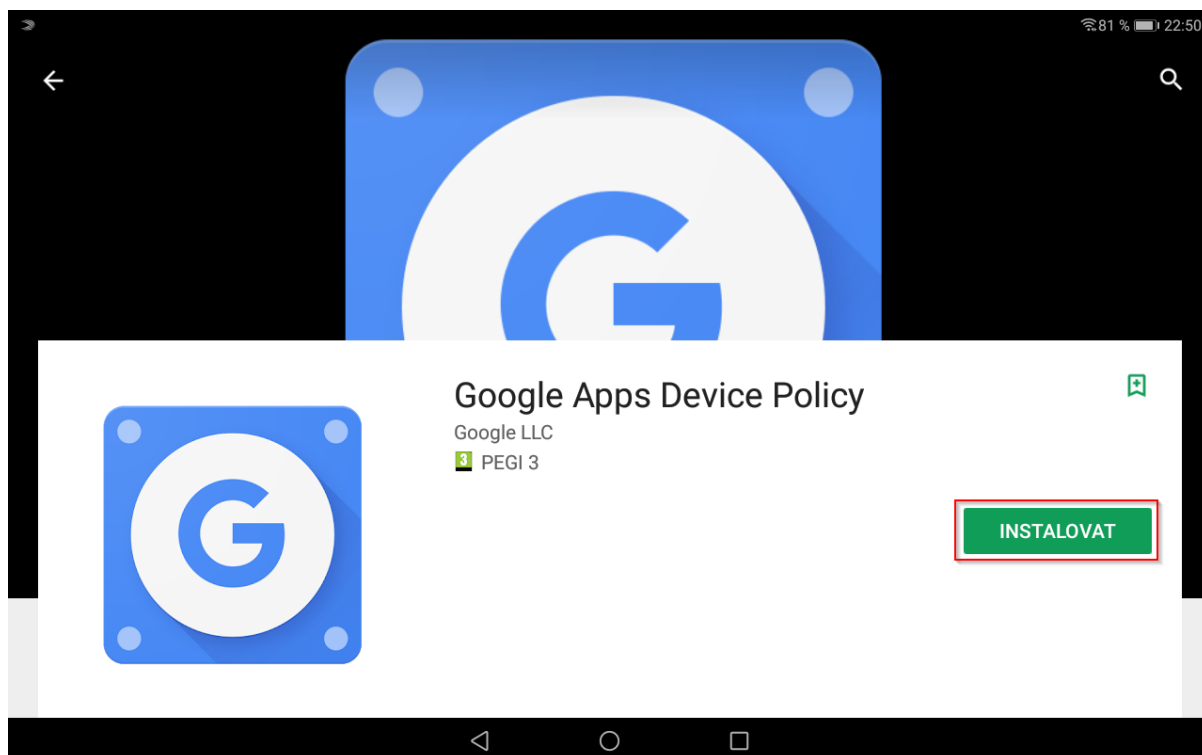 81 % 22:50
Google Apps Device Policy
Google LLC
3 PEGI 3
INSTALOVAT